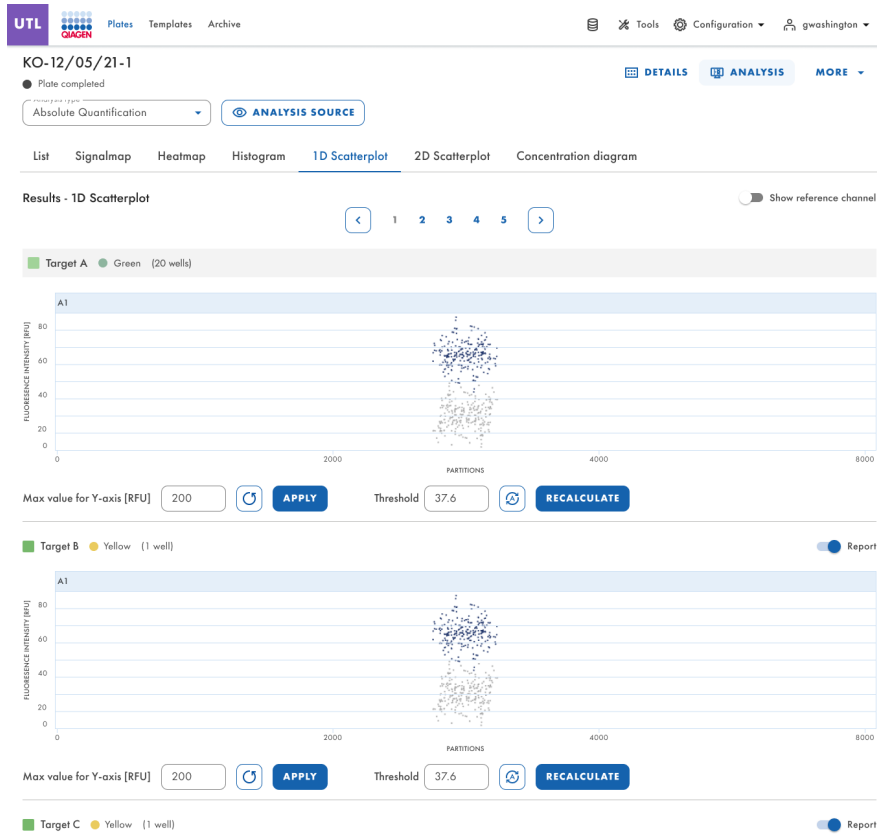 UTL QIAGEN Plates Templates Archive Tools Configuration gwashington
KO-12/05/21-1
Plate completed
DETAILS ANALYSIS MORE
Analysis type
Absolute Quantification
ANALYSIS SOURCE
List Signalmap Heatmap Histogram 1D Scatterplot 2D Scatterplot Concentration diagram
Results - 1D Scatterplot
Show reference channel
1 2 3 4 5
Target A Green (20 wells)
A1
FLUORESENCE INTENSITY [RFU]
80
60
40
20
0
0 2000 4000 8000
PARTITIONS
Max value for Y-axis [RFU] 200 APPLY Threshold 37.6 RECALCULATE
Target B Yellow (1 well) Report
A1
FLUORESENCE INTENSITY [RFU]
80
60
40
20
0
0 2000 4000 8000
PARTITIONS
Max value for Y-axis [RFU] 200 APPLY Threshold 37.6 RECALCULATE
Target C Yellow (1 well) Report